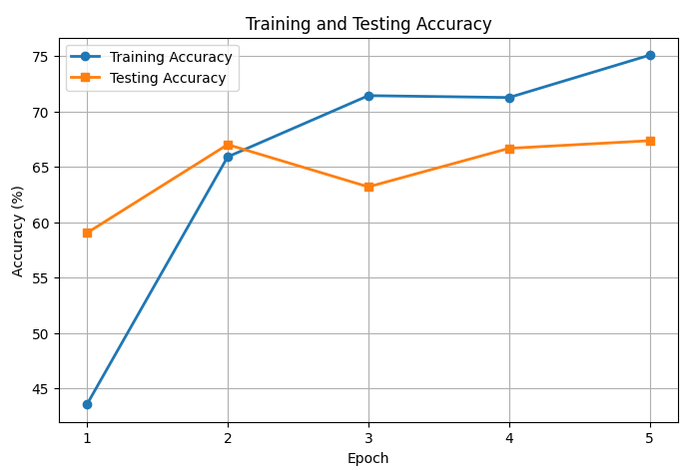 Training and Testing Accuracy
Training Accuracy
Testing Accuracy
Accuracy (%)
75
70
65
60
55
50
45
1 2 3 4 5
Epoch